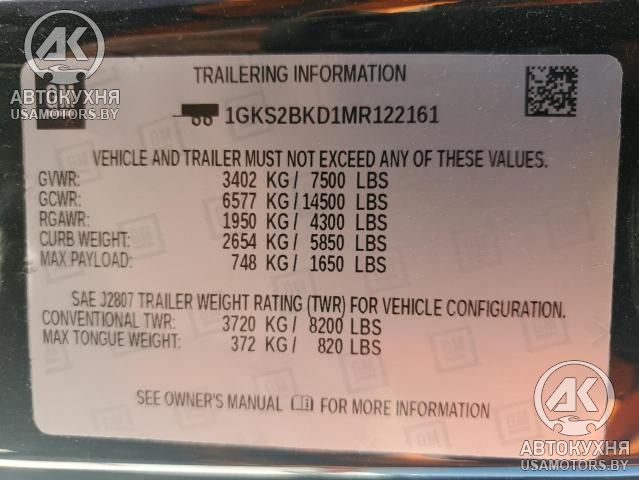 GM
AK
АВТОКУХНЯ
USAMOTORS.BY
TRAILERING INFORMATION
1GKS2BKD1MR122161
VEHICLE AND TRAILER MUST NOT EXCEED ANY OF THESE VALUES.
GVWR: 3402 KG/ 7500 LBS
GCWR: 6577 KG/14500 LBS
RGAWR: 1950 KG/ 4300 LBS
CURB WEIGHT: 2654 KG/ 5850 LBS
MAX PAYLOAD: 748 KG/ 1650 LBS
SAE J2807 TRAILER WEIGHT RATING (TWR) FOR VEHICLE CONFIGURATION.
CONVENTIONAL TWR: 3720 KG/ 8200 LBS
MAX TONGUE WEIGHT: 372 KG/ 820 LBS
SEE OWNER'S MANUAL FOR MORE INFORMATION
AK
АВТОКУХНЯ
USAMOTORS.BY